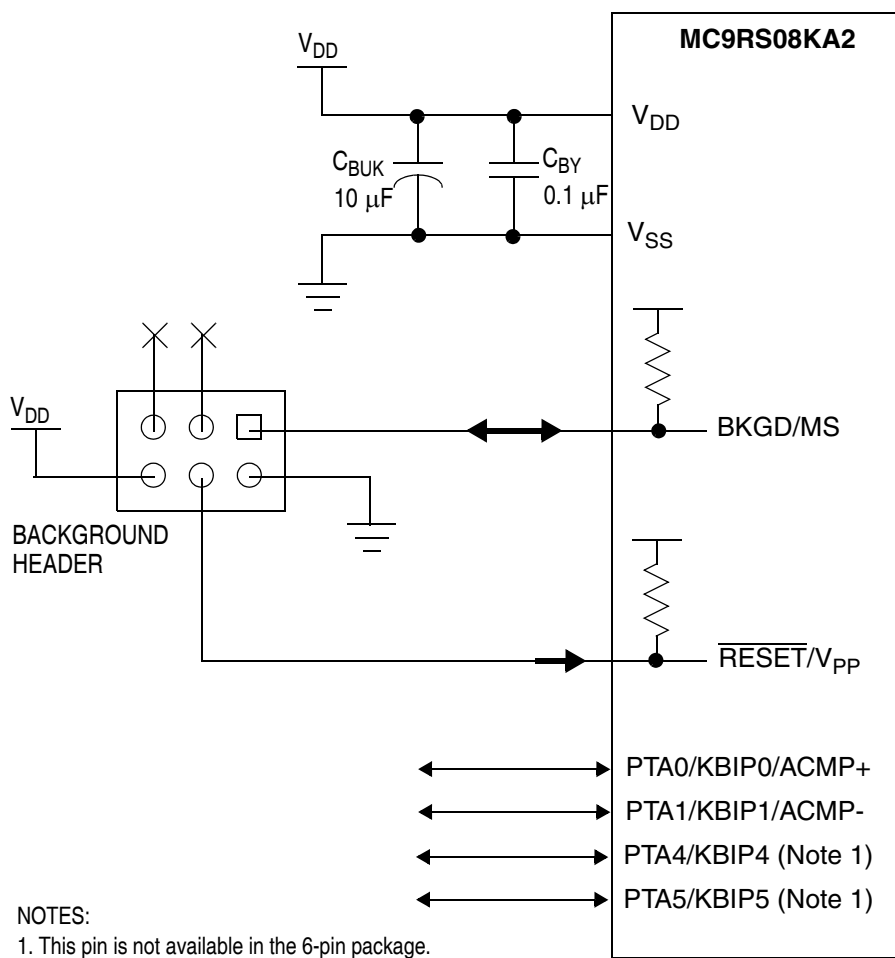 MC9RS08KA2
VDD
VDD
CBUK
10 μF
CBY
0.1 μF
VSS
VDD
BKGD/MS
BACKGROUND
HEADER
RESET/VPP
PTA0/KBIP0/ACMP+
PTA1/KBIP1/ACMP-
PTA4/KBIP4 (Note 1)
PTA5/KBIP5 (Note 1)
NOTES:
1. This pin is not available in the 6-pin package.